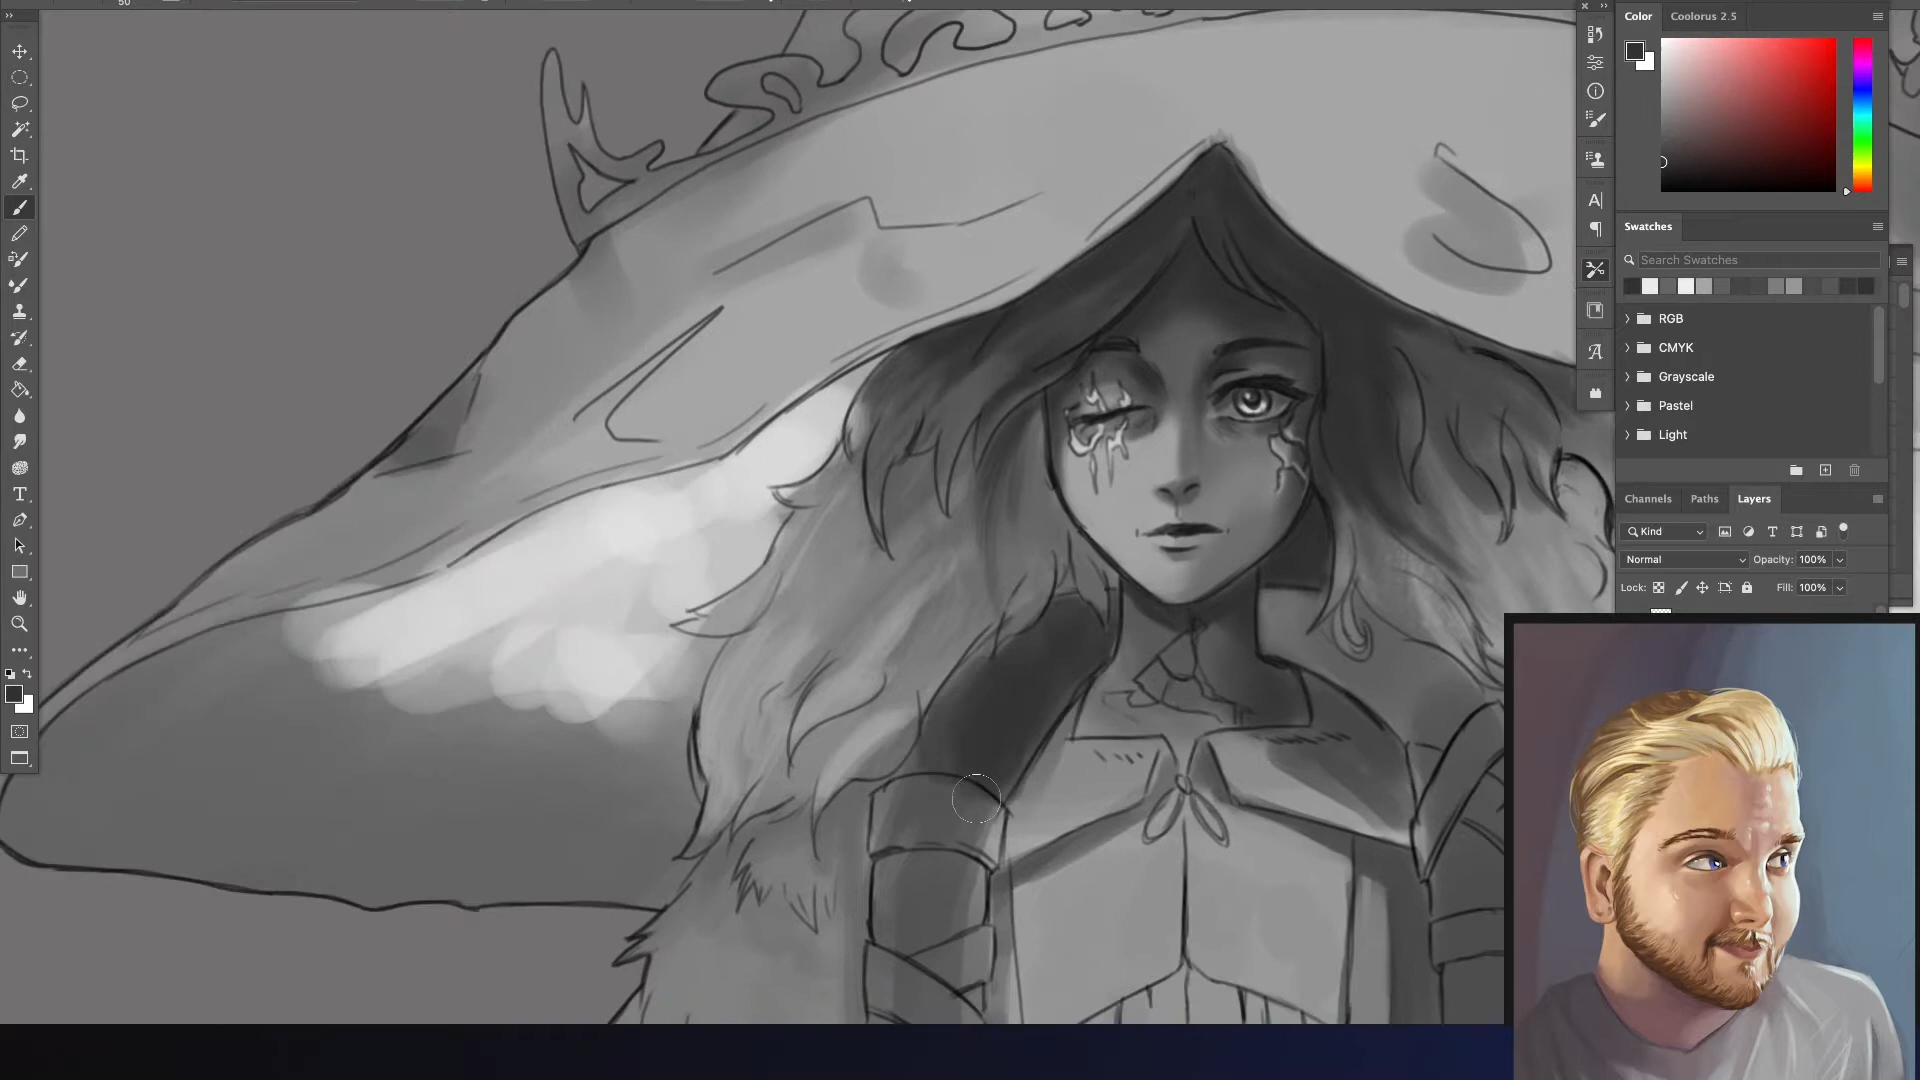 50
Color Coolorus 2.5
Swatches
Search Swatches
RGB
CMYK
Grayscale
Pastel
Light
Channels Paths Layers
Kind
Normal Opacity: 100%
Lock: Fill: 100%